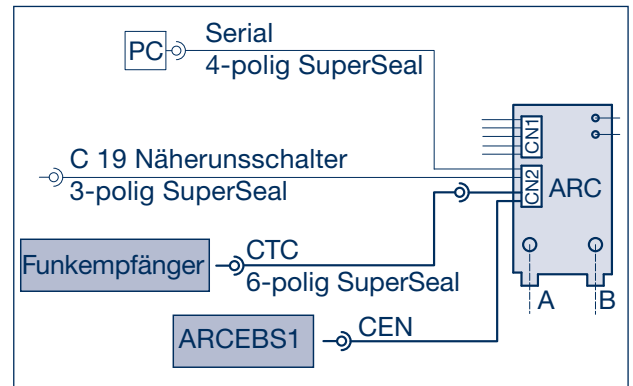 Serial
PC
4-polig SuperSeal
CN1
C 19 Näherunsschalter
3-polig SuperSeal
CN2
ARC
Funkempfänger
CTC
6-polig SuperSeal
A
B
ARCEBS1
CEN